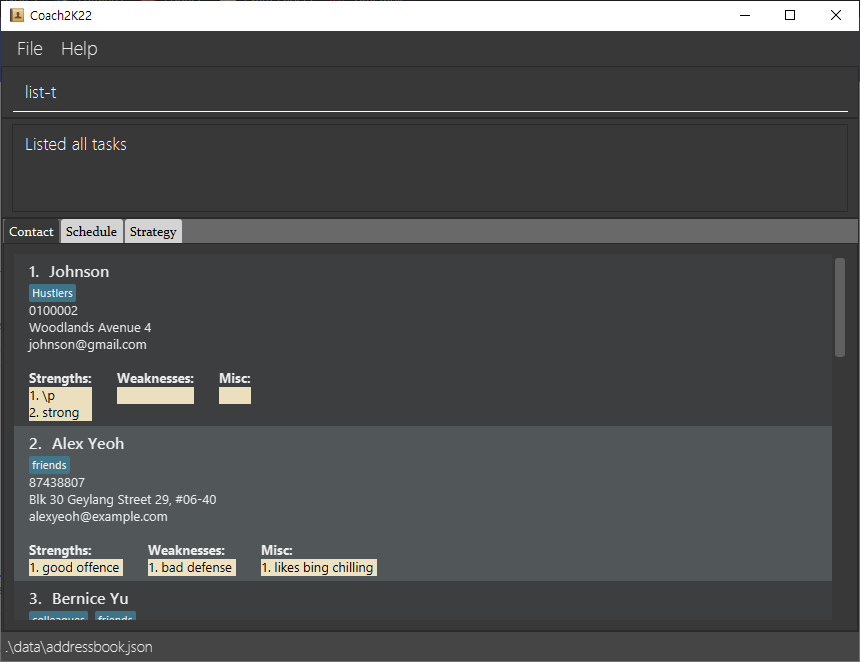 Coach2K22
File Help
list-t
Listed all tasks
Contact Schedule Strategy
1. Johnson
Hustlers
0100002
Woodlands Avenue 4
johnson@gmail.com
Strengths: Weaknesses: Misc:
1. \p
2. strong
2. Alex Yeoh
friends
87438807
Blk 30 Geylang Street 29, #06-40
alexyeoh@example.com
Strengths: Weaknesses: Misc:
1. good offence 1. bad defense 1. likes bing chilling
3. Bernice Yu
colleagues friends
.\data\addressbook.json